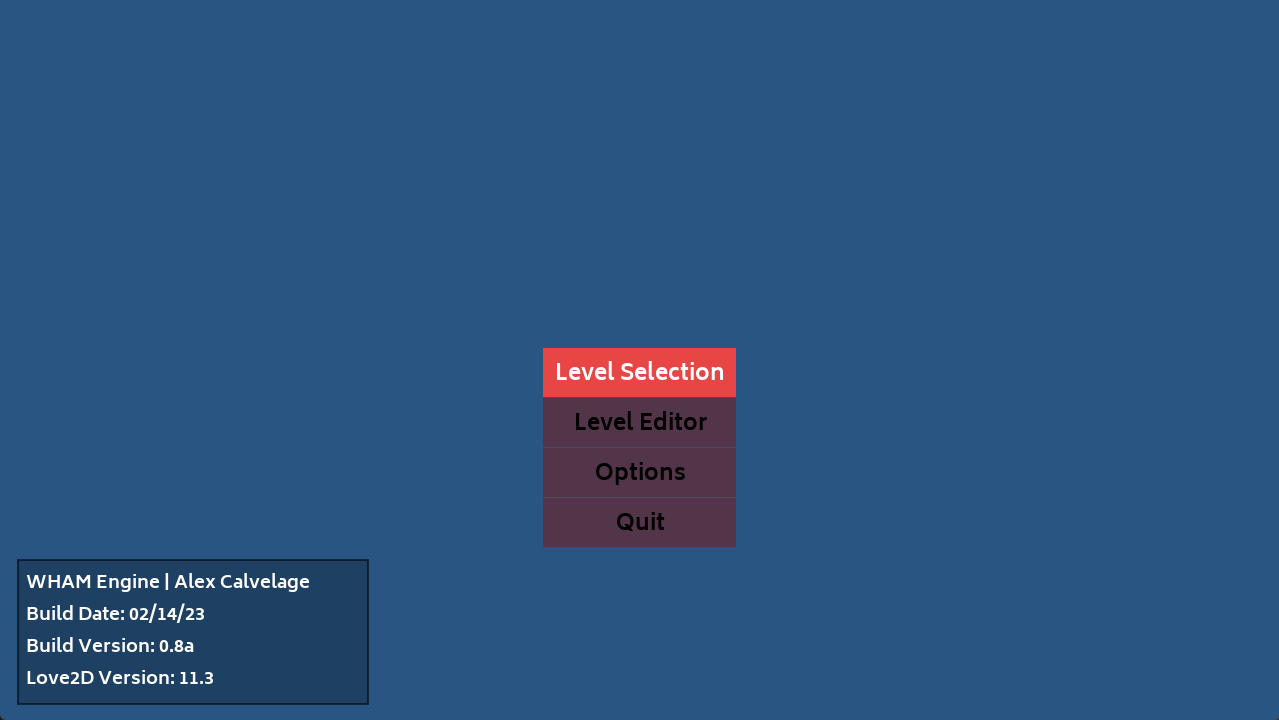 Level Selection
Level Editor
Options
Quit
WHAM Engine | Alex Calvelage
Build Date: 02/14/23
Build Version: 0.8a
Love2D Version: 11.3